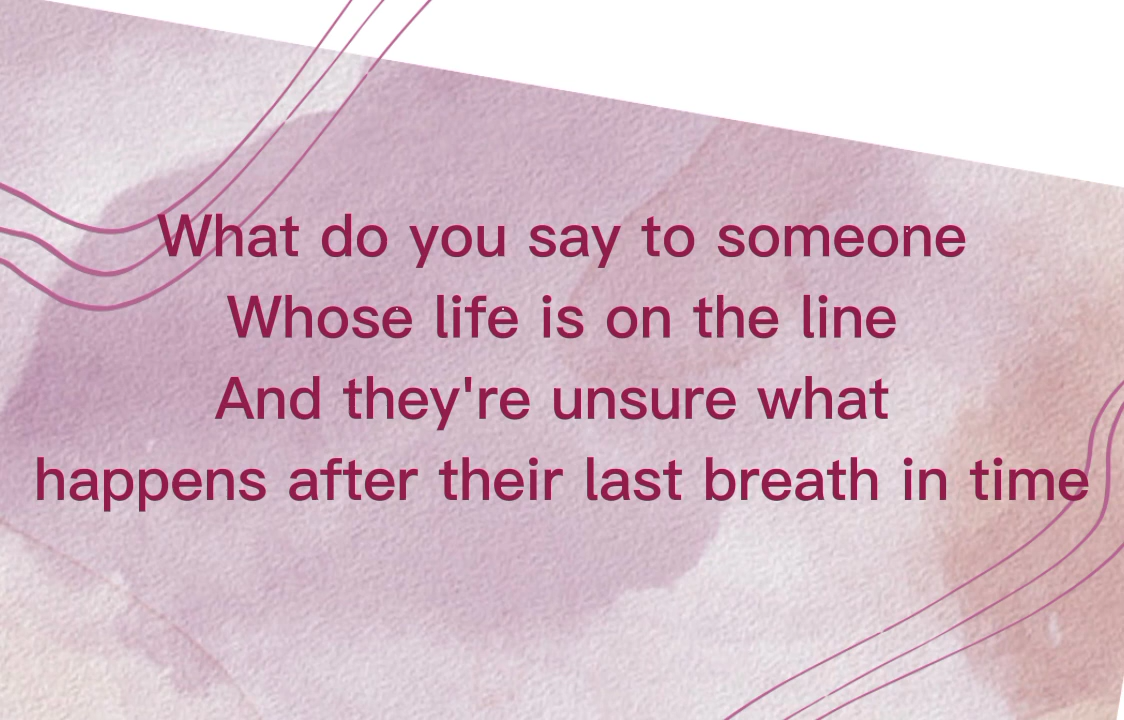 What do you say to someone
Whose life is on the line
And they're unsure what
happens after their last breath in time